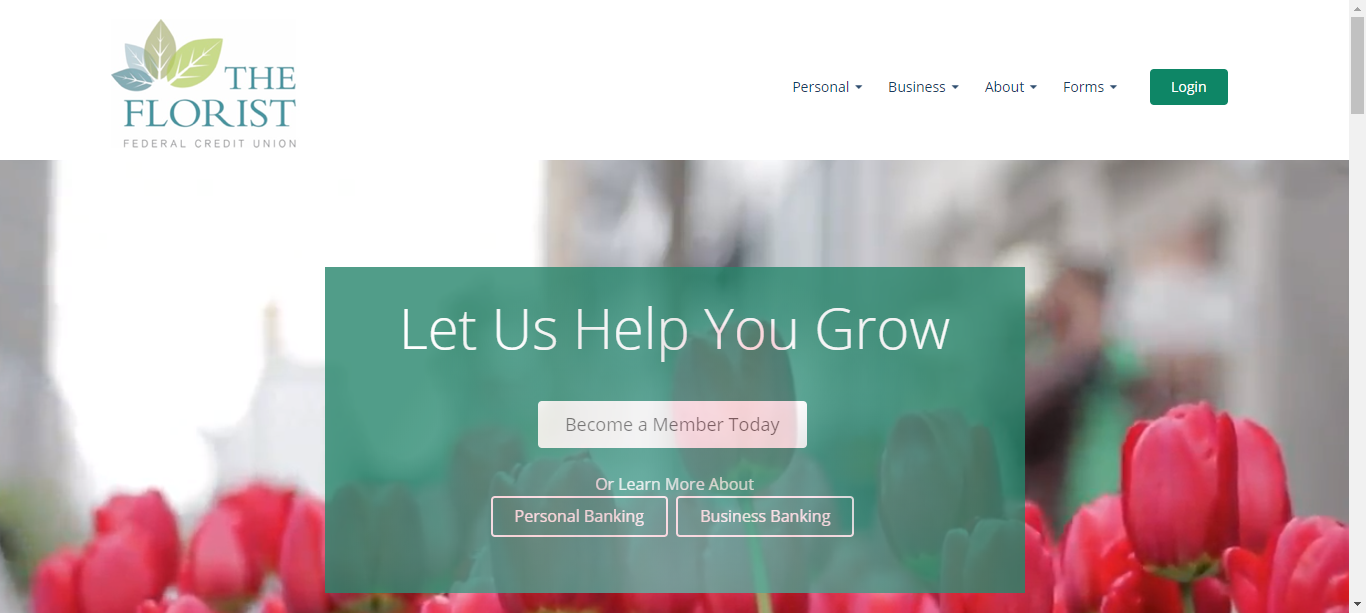 THE
FLORIST
FEDERAL CREDIT UNION
Personal
Business
About
Forms
Login
Let Us Help You Grow
Become a Member Today
Or Learn More About
Personal Banking
Business Banking